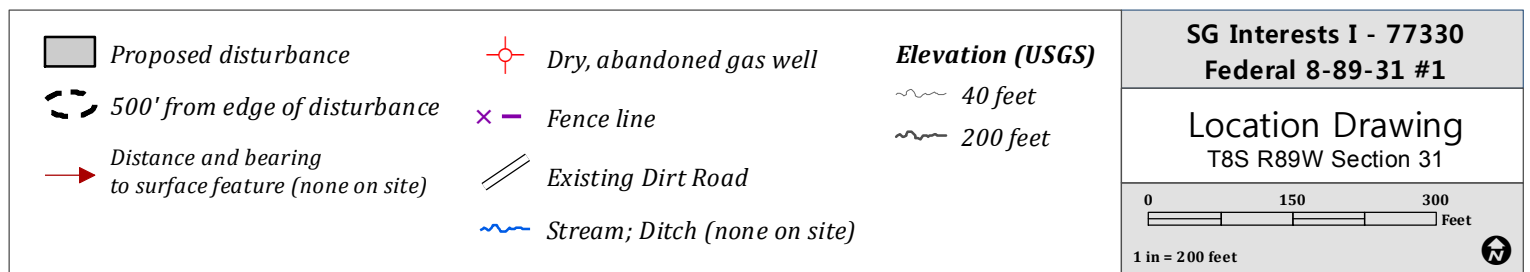 Proposed disturbance
500' from edge of disturbance
Distance and bearing
to surface feature (none on site)
Dry, abandoned gas well
Fence line
Existing Dirt Road
Stream; Ditch (none on site)
Elevation (USGS)
40 feet
200 feet
SG Interests I - 77330
Federal 8-89-31 #1
Location Drawing
T8S R89W Section 31
0 150 300
Feet
1 in = 200 feet
N